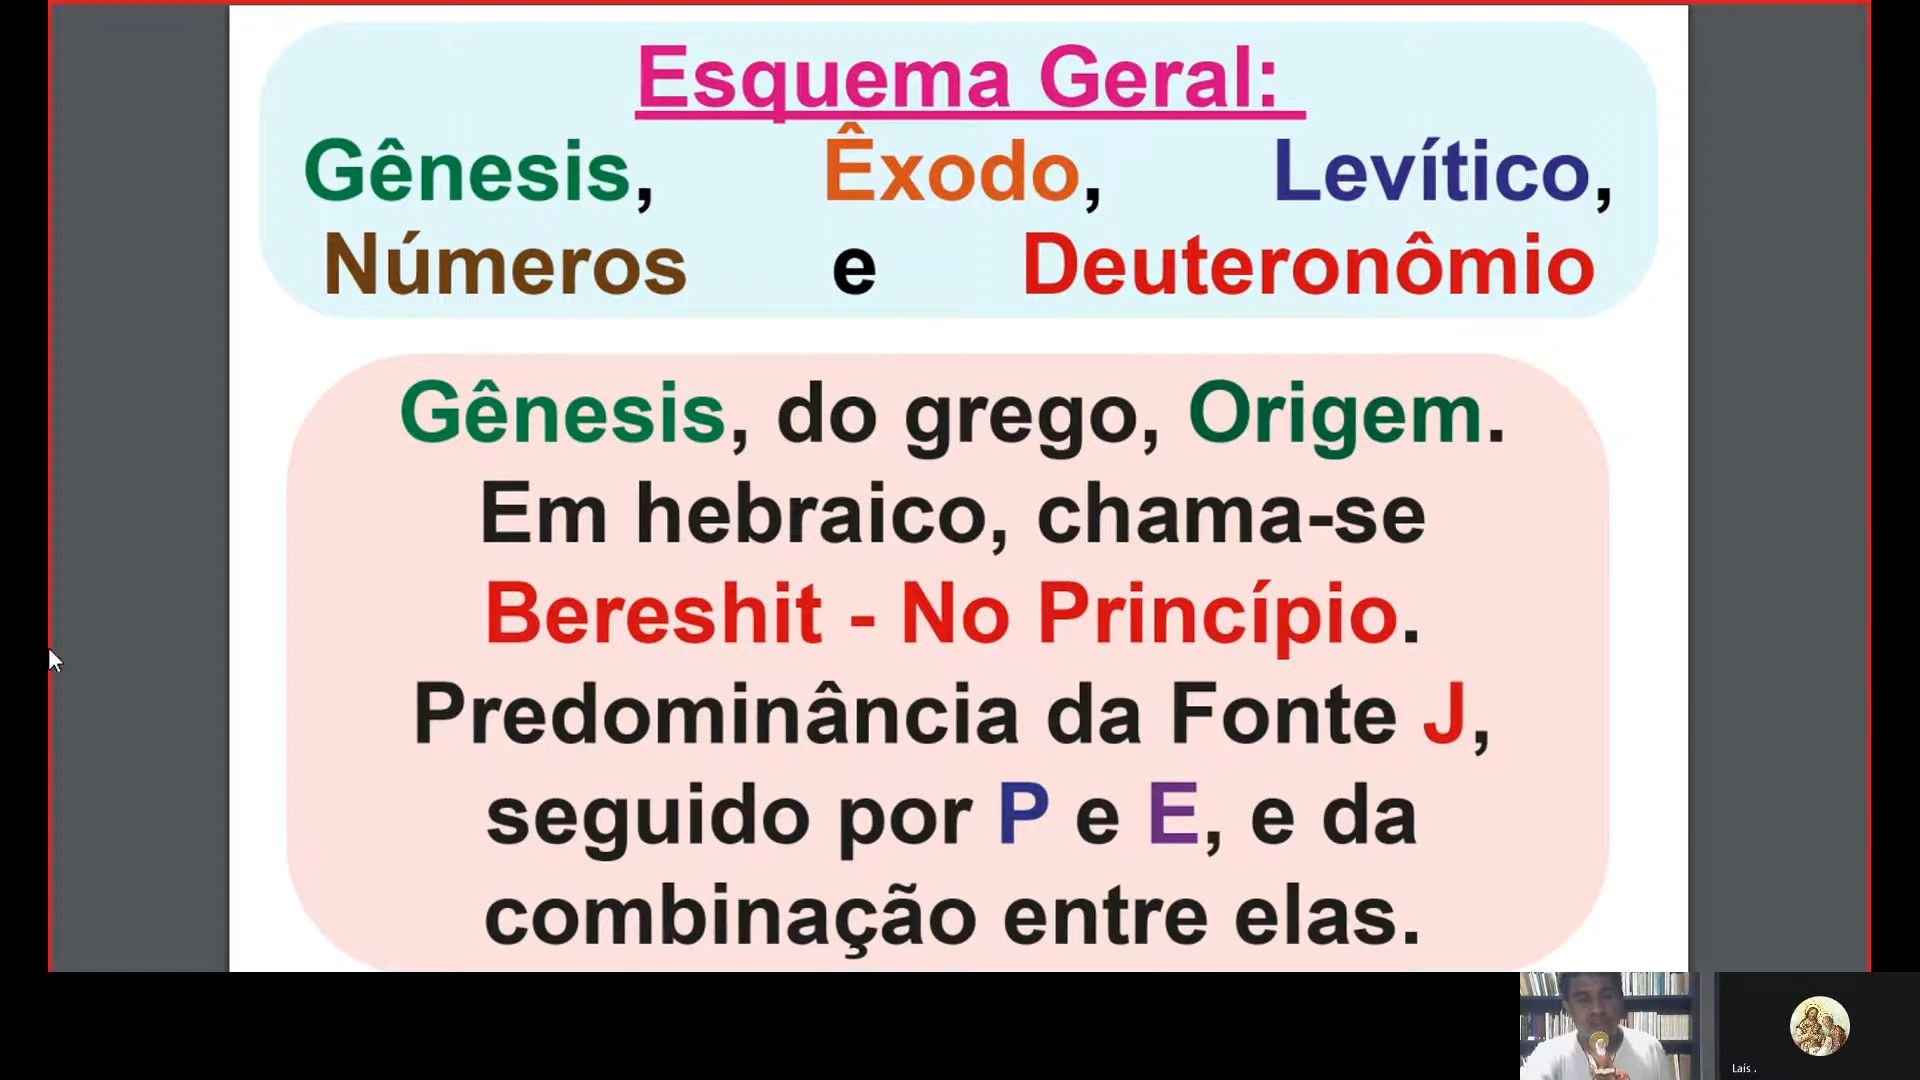 Esquema Geral:
Gênesis, Êxodo, Levítico,
Números e Deuteronômio
Gênesis, do grego, Origem.
Em hebraico, chama-se
Bereshit - No Princípio.
Predominância da Fonte J,
seguido por P e E, e da
combinação entre elas.
Laís .